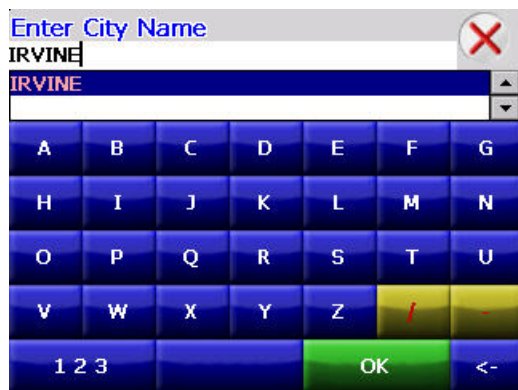 Enter City Name
IRVINE
IRVINE
A B C D E F G
H I J K L M N
O P Q R S T U
V W X Y Z / -
1 2 3 OK <-